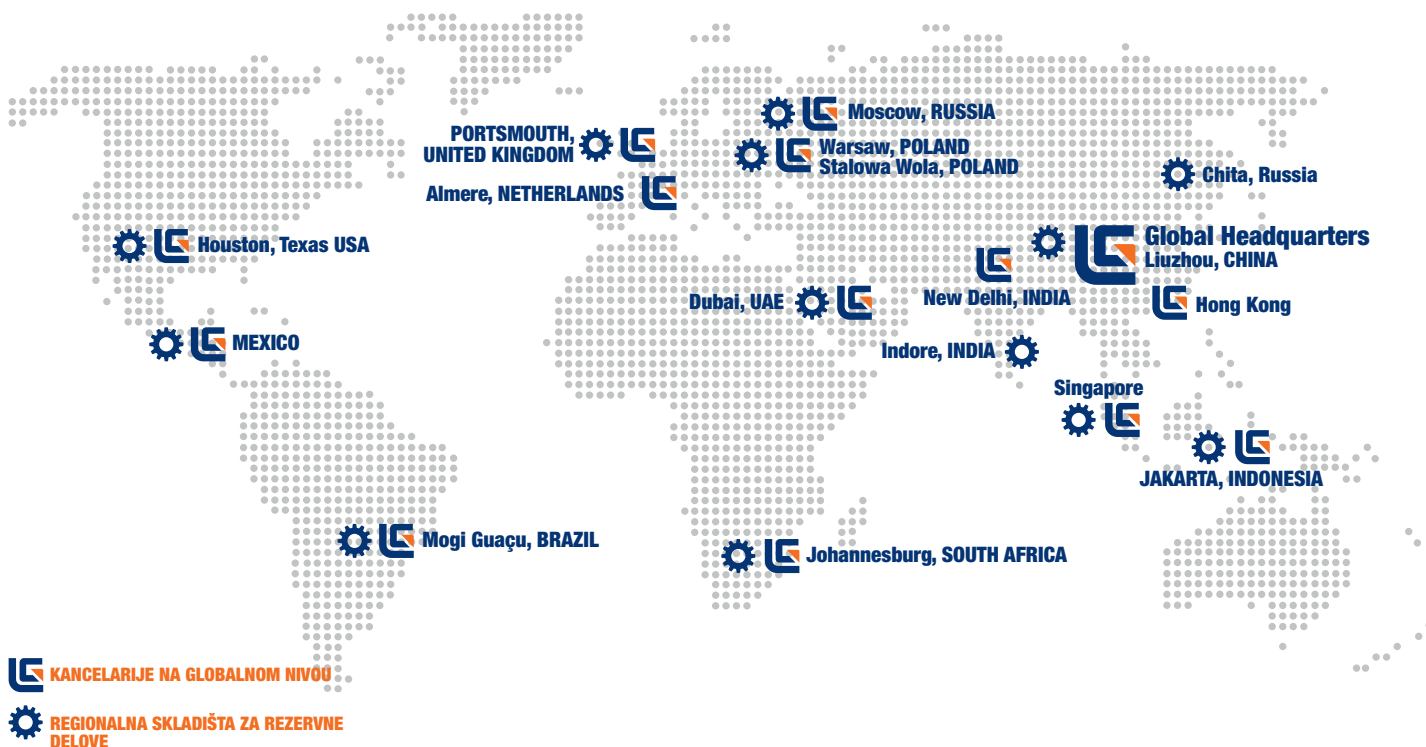 Moscow, RUSSIA
PORTSMOUTH,
UNITED KINGDOM
Warsaw, POLAND
Stalowa Wola, POLAND
Almere, NETHERLANDS
Chita, Russia
Houston, Texas USA
Global Headquarters
Liuzhou, CHINA
New Delhi, INDIA
Dubai, UAE
Hong Kong
MEXICO
Indore, INDIA
Singapore
JAKARTA, INDONESIA
Mogi Guaçu, BRAZIL
Johannesburg, SOUTH AFRICA
KANCELARIJE NA GLOBALNOM NIVOU
REGIONALNA SKLADIŠTA ZA REZERVNE
DELOVE